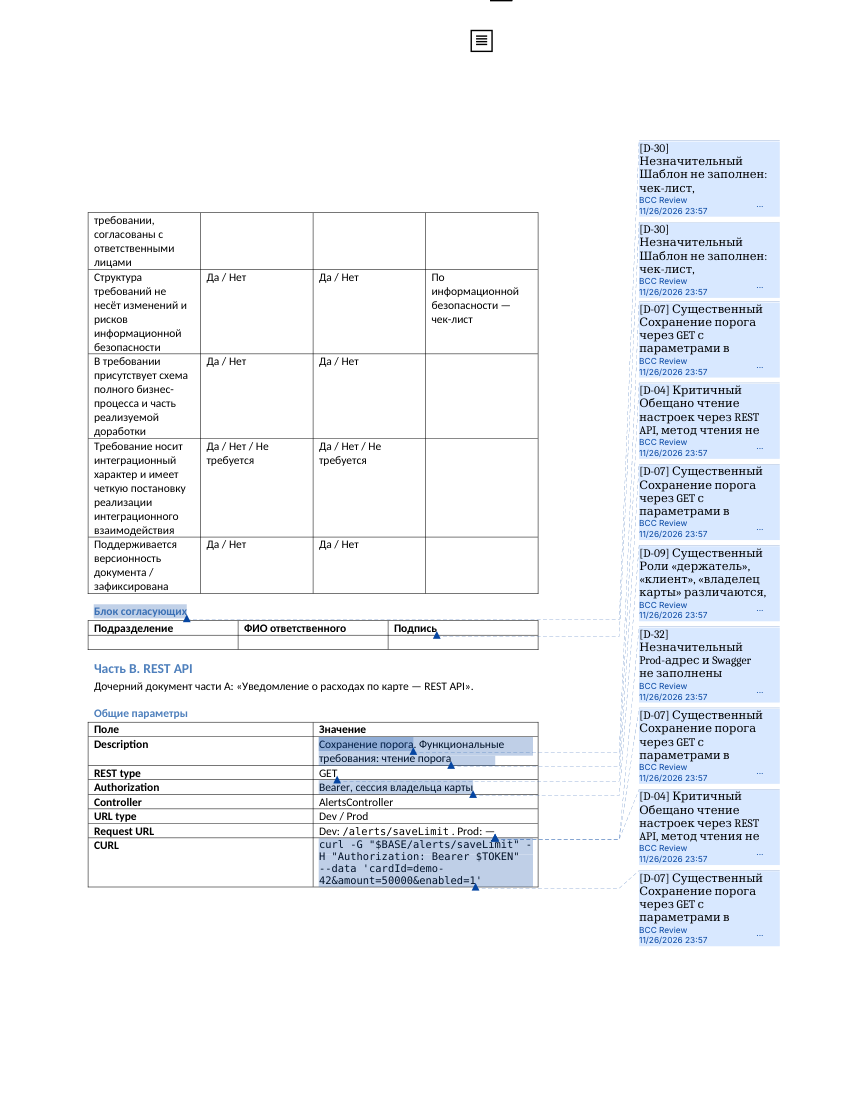 требовании,
согласованы с
ответственными
лицами
Структура
требований не
несёт изменений и
рисков
информационной
безопасности
Да / Нет
Да / Нет
По
информационной
безопасности —
чек-лист
В требовании
присутствует схема
полного бизнес-
процесса и часть
реализуемой
доработки
Да / Нет
Да / Нет
Требование носит
интеграционный
характер и имеет
четкую постановку
реализации
интеграционного
взаимодействия
Да / Нет / Не
требуется
Да / Нет / Не
требуется
Поддерживается
версионность
документа /
зафиксирована
Да / Нет
Да / Нет
Блок согласующих
Подразделение
ФИО ответственного
Подпись
Часть B. REST API
Дочерний документ части А: «Уведомление о расходах по карте — REST API».
Общие параметры
Поле
Значение
Description
Сохранение порога. Функциональные
требования: чтение порога
REST type
GET
Authorization
Bearer, сессия владельца карты
Controller
AlertsController
URL type
Dev / Prod
Request URL
Dev: /alerts/saveLimit . Prod: —
CURL
curl -G "$BASE/alerts/saveLimit" -
H "Authorization: Bearer $TOKEN"
--data 'cardId=demo-
42&amount=50000&enabled=1'
[D-30]
Незначительный
Шаблон не заполнен:
чек-лист,
BCC Review
11/26/2026 23:57 ...
[D-30]
Незначительный
Шаблон не заполнен:
чек-лист,
BCC Review
11/26/2026 23:57 ...
[D-07] Существенный
Сохранение порога
через GET с
параметрами в
BCC Review
11/26/2026 23:57 ...
[D-04] Критичный
Обещано чтение
настроек через REST
API, метод чтения не
BCC Review
11/26/2026 23:57 ...
[D-07] Существенный
Сохранение порога
через GET с
параметрами в
BCC Review
11/26/2026 23:57 ...
[D-09] Существенный
Роли «держатель»,
«клиент», «владелец
карты» различаются,
BCC Review
11/26/2026 23:57 ...
[D-32]
Незначительный
Prod-адрес и Swagger
не заполнены
BCC Review
11/26/2026 23:57 ...
[D-07] Существенный
Сохранение порога
через GET с
параметрами в
BCC Review
11/26/2026 23:57 ...
[D-04] Критичный
Обещано чтение
настроек через REST
API, метод чтения не
BCC Review
11/26/2026 23:57 ...
[D-07] Существенный
Сохранение порога
через GET с
параметрами в
BCC Review
11/26/2026 23:57 ...